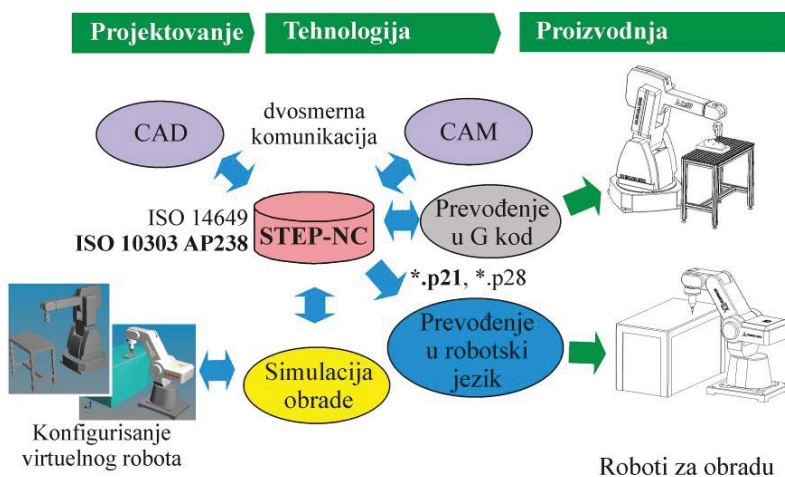 Projektovanje
Tehnologija
Proizvodnja
CAD
dvosmerna
komunikacija
CAM
ISO 14649
ISO 10303 AP238
STEP-NC
Prevođenje
u G kod
*.p21, *.p28
Simulacija
obrade
Prevođenje
u robotski
jezik
Konfigurisanje
virtuelnog robota
Roboti za obradu